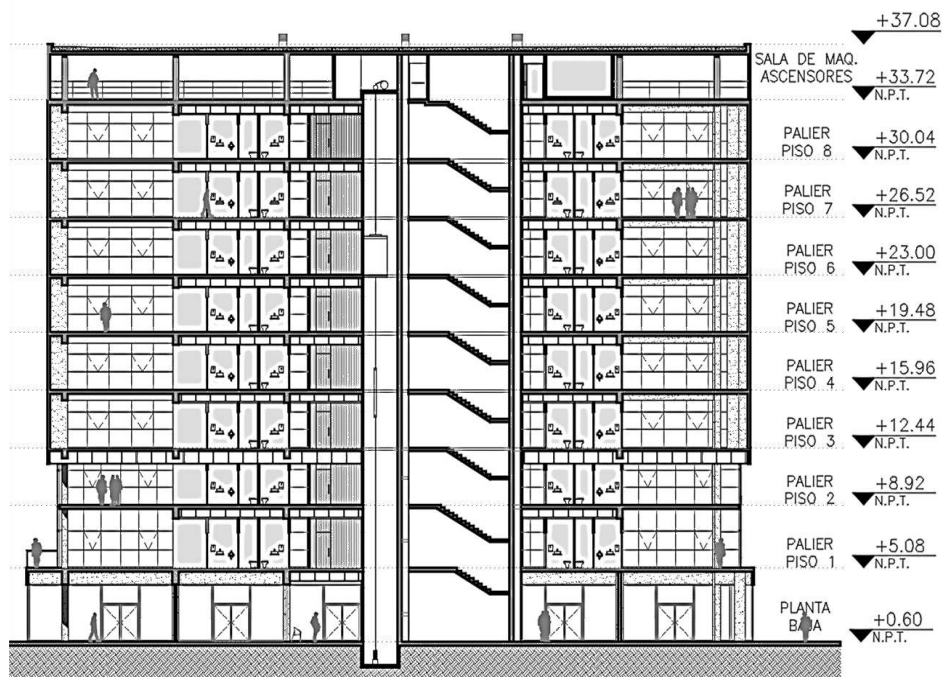 +37.08
SALA DE MAQ.
ASCENSORES
+33.72
N.P.T.
PALIER
PISO 8
+30.04
N.P.T.
PALIER
PISO 7
+26.52
N.P.T.
PALIER
PISO 6
+23.00
N.P.T.
PALIER
PISO 5
+19.48
N.P.T.
PALIER
PISO 4
+15.96
N.P.T.
PALIER
PISO 3
+12.44
N.P.T.
PALIER
PISO 2
+8.92
N.P.T.
PALIER
PISO 1
+5.08
N.P.T.
PLANTA
BAJA
+0.60
N.P.T.